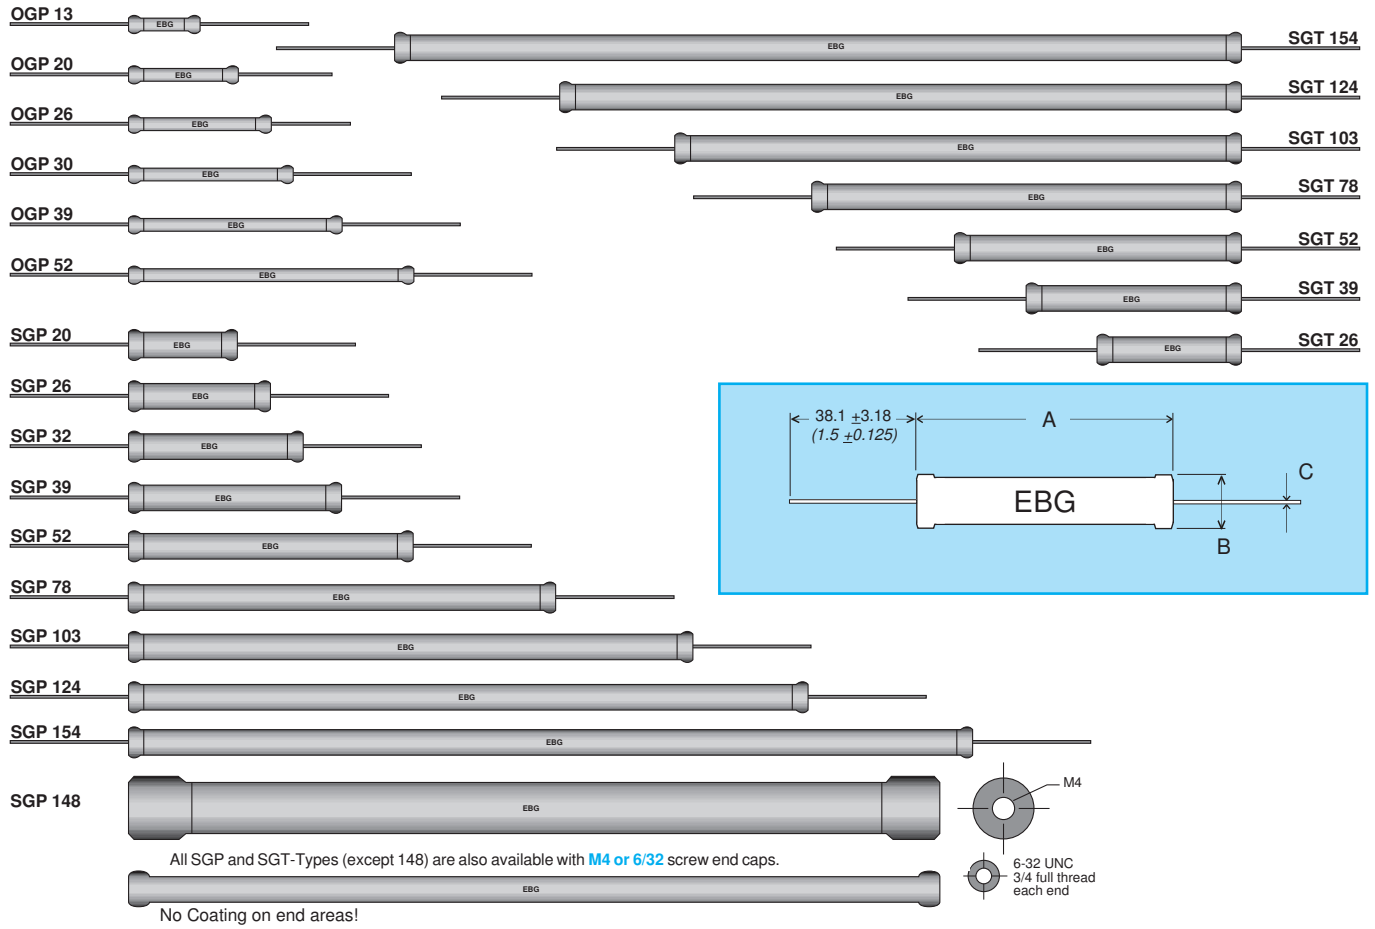 OGP 13
EBG
OGP 20
EBG
OGP 26
EBG
OGP 30
EBG
OGP 39
EBG
OGP 52
EBG
SGP 20
EBG
SGP 26
EBG
SGP 32
EBG
SGP 39
EBG
SGP 52
EBG
SGP 78
EBG
SGP 103
EBG
SGP 124
EBG
SGP 154
EBG
SGP 148
EBG
M4
All SGP and SGT-Types (except 148) are also available with M4 or 6/32 screw end caps.
EBG
6-32 UNC
3/4 full thread
each end
No Coating on end areas!
EBG
SGT 154
EBG
SGT 124
EBG
SGT 103
EBG
SGT 78
EBG
SGT 52
EBG
SGT 39
EBG
SGT 26
38.1 ±3.18
(1.5 ±0.125)
A
EBG
C
B